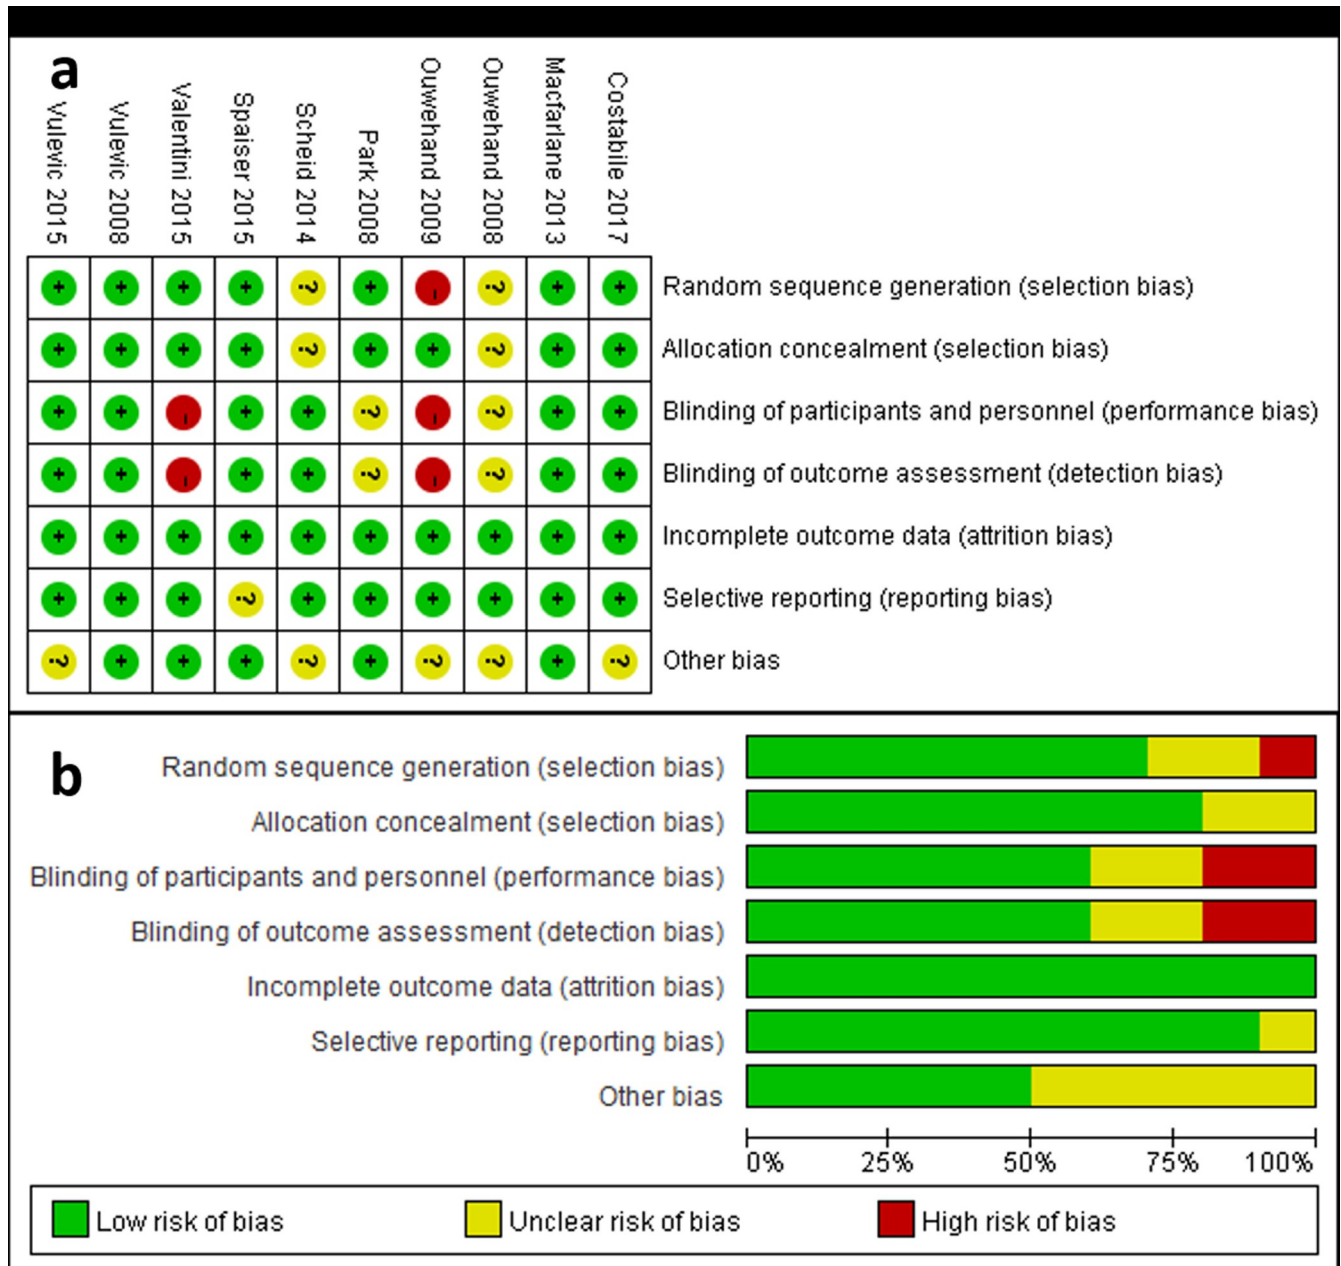 a
Vulevic 2015
Vulevic 2008
Valentini 2015
Spaiser 2015
Scheid 2014
Park 2008
Ouwehand 2009
Ouwehand 2008
Macfarlane 2013
Costabile 2017
+ + + + ? + - ? + + Random sequence generation (selection bias)
+ + + + ? + + ? + + Allocation concealment (selection bias)
+ + - + + ? - ? + + Blinding of participants and personnel (performance bias)
+ + - + + ? - ? + + Blinding of outcome assessment (detection bias)
+ + + + + + + + + + Incomplete outcome data (attrition bias)
+ + + ? + + + + + + Selective reporting (reporting bias)
? + + + ? + ? ? + ? Other bias
b
Random sequence generation (selection bias)
Allocation concealment (selection bias)
Blinding of participants and personnel (performance bias)
Blinding of outcome assessment (detection bias)
Incomplete outcome data (attrition bias)
Selective reporting (reporting bias)
Other bias
0% 25% 50% 75% 100%
Low risk of bias Unclear risk of bias High risk of bias